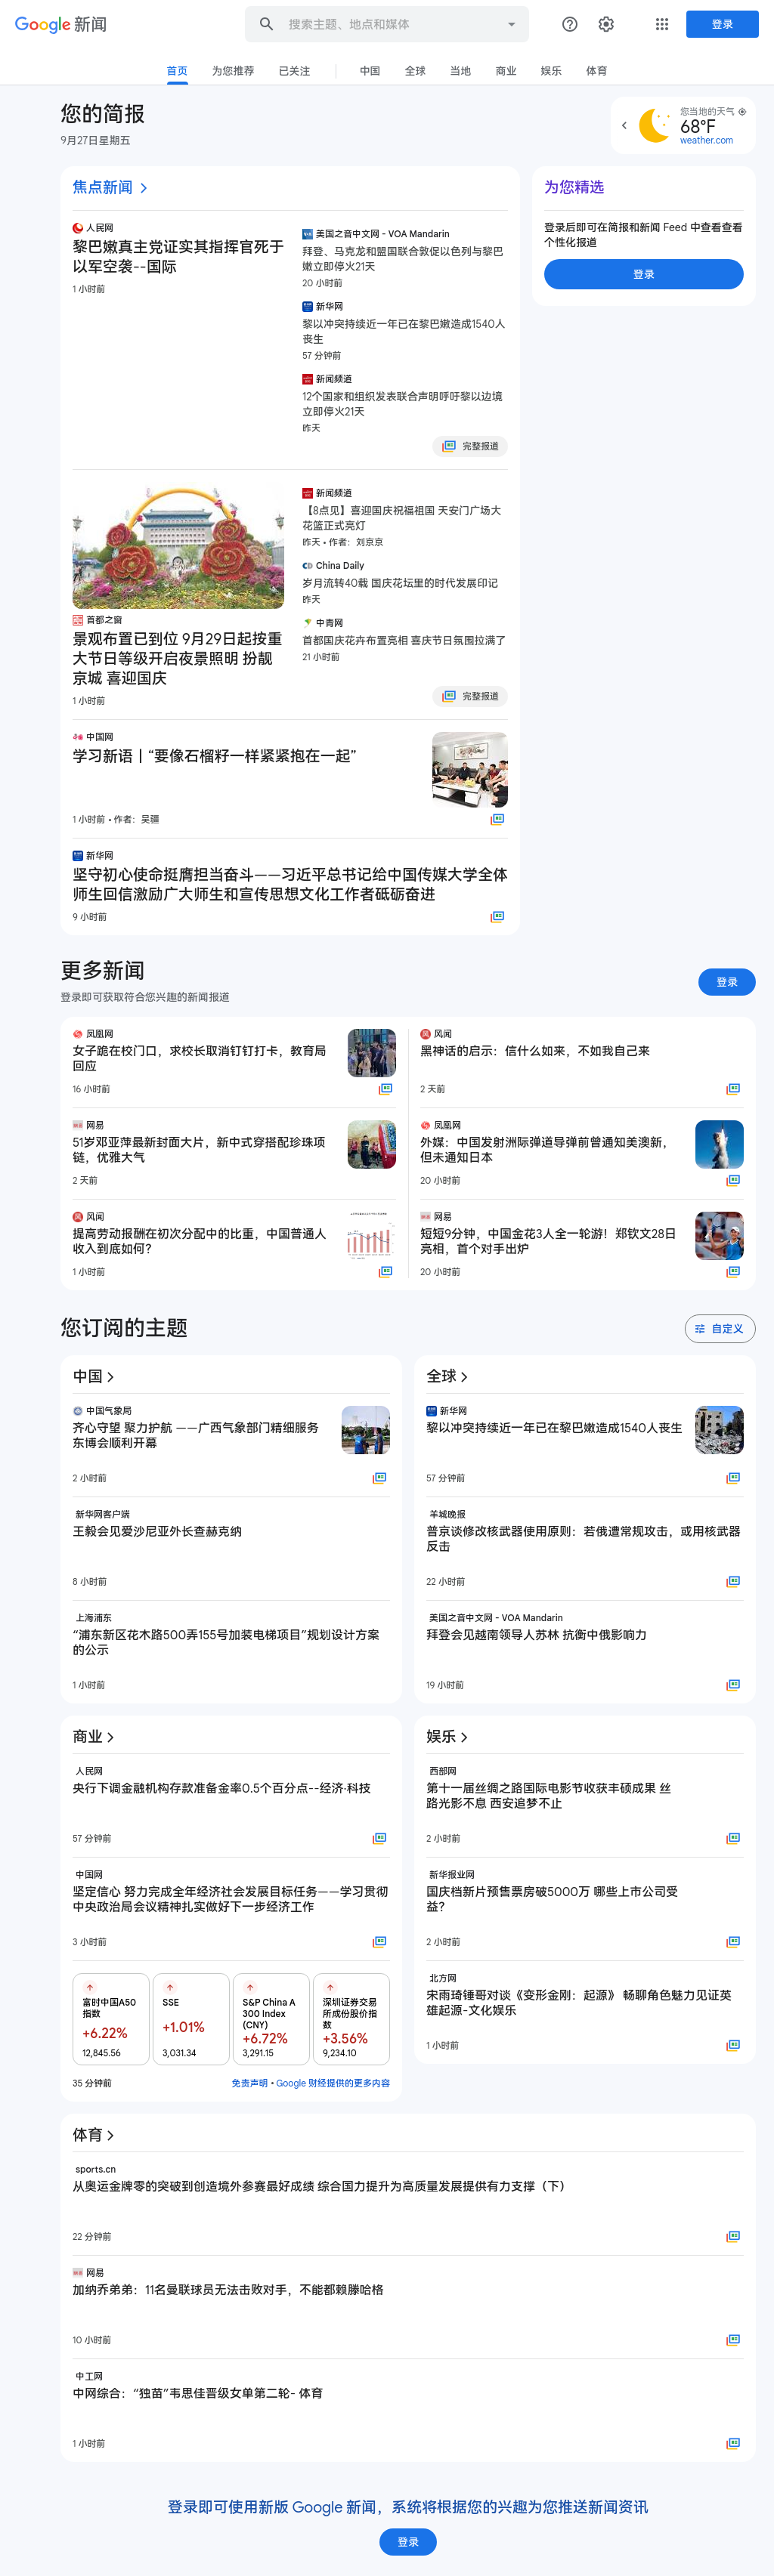 Google 新闻
搜索主题、地点和媒体
登录
首页
为您推荐
已关注
中国
全球
当地
商业
娱乐
体育
您的简报
9月27日星期五
您当地的天气
68°F
weather.com
焦点新闻
人民网
黎巴嫩真主党证实其指挥官死于
以军空袭--国际
1 小时前
美国之音中文网 - VOA Mandarin
拜登、马克龙和盟国联合敦促以色列与黎巴
嫩立即停火21天
20 小时前
新华网
黎以冲突持续近一年已在黎巴嫩造成1540人
丧生
57 分钟前
新闻频道
12个国家和组织发表联合声明呼吁黎以边境
立即停火21天
昨天
完整报道
首都之窗
景观布置已到位 9月29日起按重
大节日等级开启夜景照明 扮靓
京城 喜迎国庆
1 小时前
新闻频道
【8点见】喜迎国庆祝福祖国 天安门广场大
花篮正式亮灯
昨天 • 作者：刘京京
China Daily
岁月流转40载 国庆花坛里的时代发展印记
昨天
中青网
首都国庆花卉布置亮相 喜庆节日氛围拉满了
21 小时前
完整报道
中国网
学习新语丨“要像石榴籽一样紧紧抱在一起”
1 小时前 • 作者：吴疆
新华网
坚守初心使命挺膺担当奋斗——习近平总书记给中国传媒大学全体
师生回信激励广大师生和宣传思想文化工作者砥砺奋进
9 小时前
为您精选
登录后即可在简报和新闻 Feed 中查看查看
个性化报道
登录
更多新闻
登录即可获取符合您兴趣的新闻报道
登录
凤凰网
女子跪在校门口，求校长取消钉钉打卡，教育局
回应
16 小时前
网易
51岁邓亚萍最新封面大片，新中式穿搭配珍珠项
链，优雅大气
2 天前
风闻
提高劳动报酬在初次分配中的比重，中国普通人
收入到底如何？
1 小时前
风闻
黑神话的启示：信什么如来，不如我自己来
2 天前
凤凰网
外媒：中国发射洲际弹道导弹前曾通知美澳新，
但未通知日本
20 小时前
网易
短短9分钟，中国金花3人全一轮游！郑钦文28日
亮相，首个对手出炉
20 小时前
您订阅的主题
自定义
中国
中国气象局
齐心守望 聚力护航 ——广西气象部门精细服务
东博会顺利开幕
2 小时前
新华网客户端
王毅会见爱沙尼亚外长查赫克纳
8 小时前
上海浦东
“浦东新区花木路500弄155号加装电梯项目”规划设计方案
的公示
1 小时前
全球
新华网
黎以冲突持续近一年已在黎巴嫩造成1540人丧生
57 分钟前
羊城晚报
普京谈修改核武器使用原则：若俄遭常规攻击，或用核武器
反击
22 小时前
美国之音中文网 - VOA Mandarin
拜登会见越南领导人苏林 抗衡中俄影响力
19 小时前
商业
人民网
央行下调金融机构存款准备金率0.5个百分点--经济·科技
57 分钟前
中国网
坚定信心 努力完成全年经济社会发展目标任务——学习贯彻
中央政治局会议精神扎实做好下一步经济工作
3 小时前
富时中国A50
指数
+6.22%
12,845.56
SSE
+1.01%
3,031.34
S&P China A
300 Index
(CNY)
+6.72%
3,291.15
深圳证券交易
所成份股价指
数
+3.56%
9,234.10
35 分钟前
免责声明 • Google 财经提供的更多内容
娱乐
西部网
第十一届丝绸之路国际电影节收获丰硕成果 丝
路光影不息 西安追梦不止
2 小时前
新华报业网
国庆档新片预售票房破5000万 哪些上市公司受
益？
2 小时前
北方网
宋雨琦锤哥对谈《变形金刚：起源》 畅聊角色魅力见证英
雄起源-文化娱乐
1 小时前
体育
sports.cn
从奥运金牌零的突破到创造境外参赛最好成绩 综合国力提升为高质量发展提供有力支撑（下）
22 分钟前
网易
加纳乔弟弟：11名曼联球员无法击败对手，不能都赖滕哈格
10 小时前
中工网
中网综合：“独苗”韦思佳晋级女单第二轮- 体育
1 小时前
登录即可使用新版 Google 新闻，系统将根据您的兴趣为您推送新闻资讯
登录